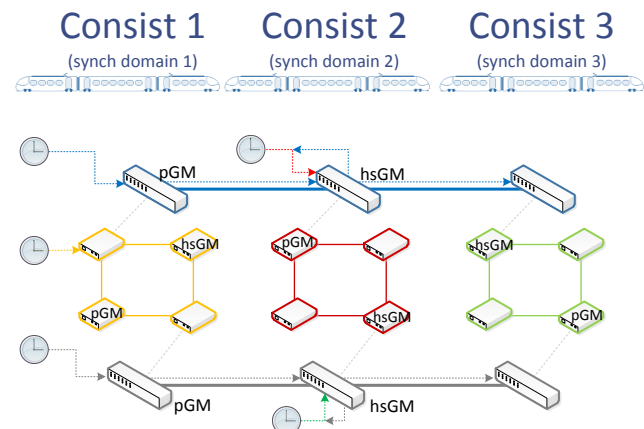 Consist 1 Consist 2 Consist 3
(synch domain 1) (synch domain 2) (synch domain 3)
pGM hsGM
hsGM pGM hsGM
pGM hsGM pGM
pGM hsGM